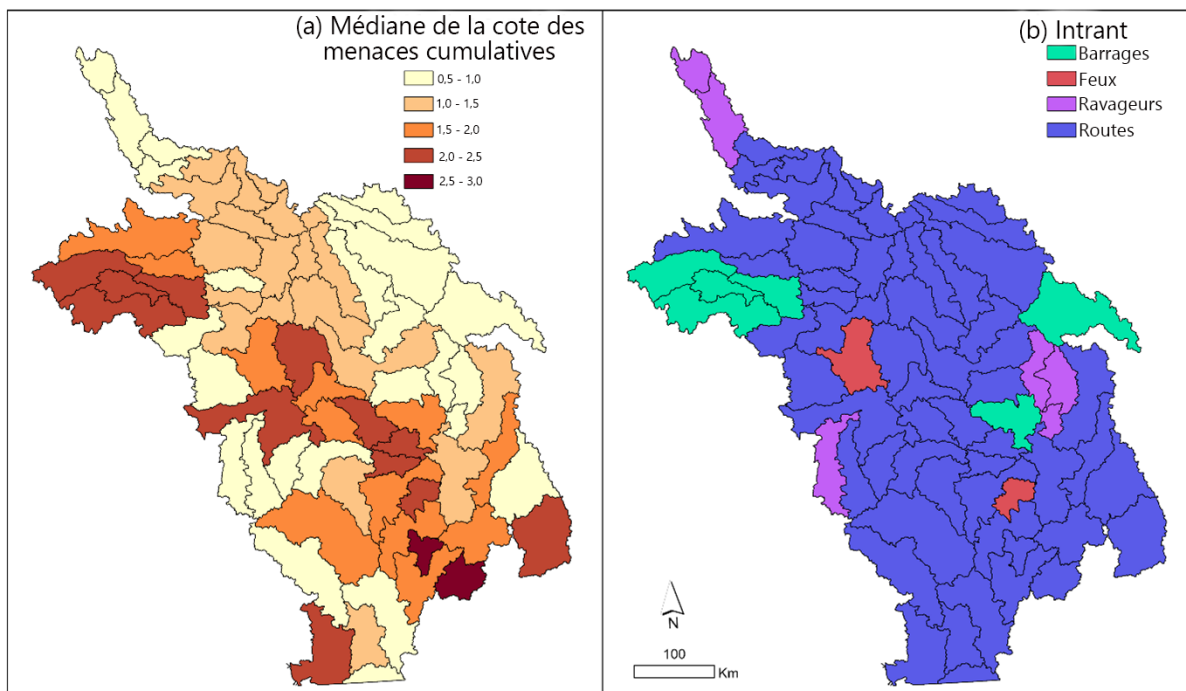 (a) Médiane de la cote des
menaces cumulatives
0,5 - 1,0
1,0 - 1,5
1,5 - 2,0
2,0 - 2,5
2,5 - 3,0
(b) Intrant
Barrages
Feux
Ravageurs
Routes
N
100
Km